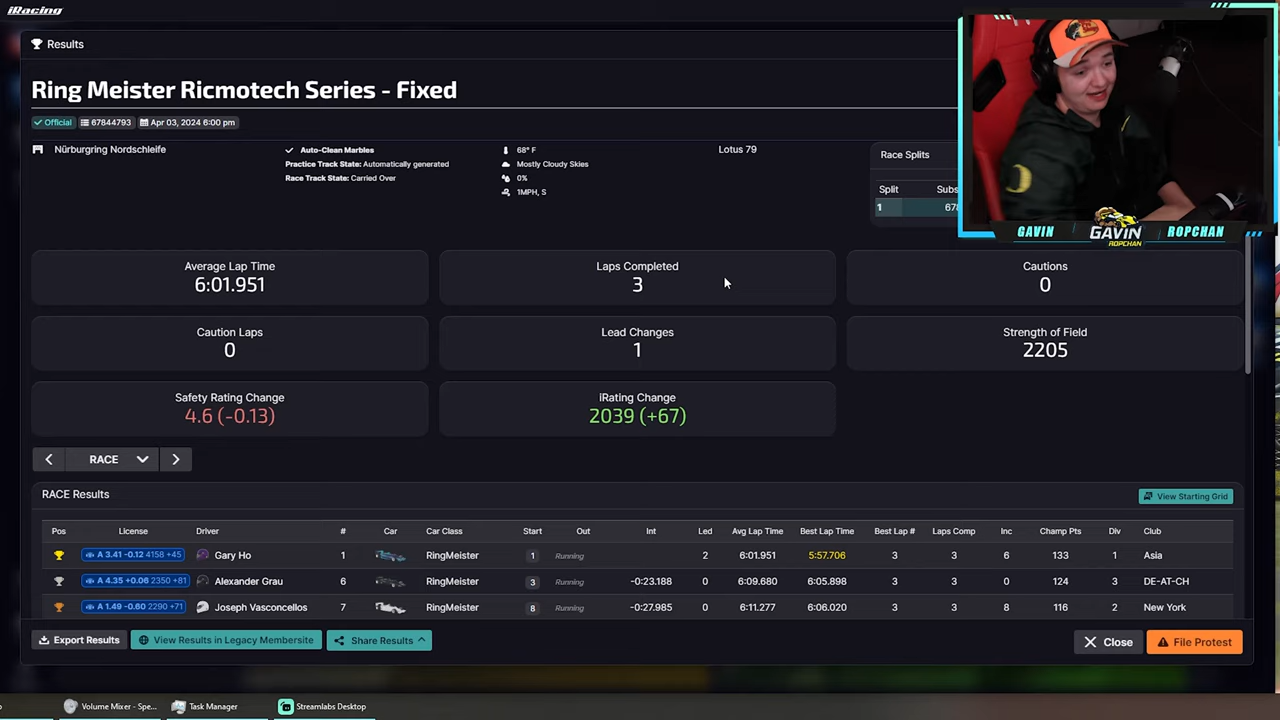 iRacing
Results
Ring Meister Ricmotech Series - Fixed
Official 67844793 Apr 03, 2024 6:00 pm
Nürburgring Nordschleife
Auto-Clean Marbles
Practice Track State: Automatically generated
Race Track State: Carried Over
68° F
Mostly Cloudy Skies
0%
1MPH, S
Lotus 79
Race Splits
Split Subs
1 678
GAVIN GAVIN ROPCHAN ROPCHAN
Average Lap Time
6:01.951
Laps Completed
3
Cautions
0
Caution Laps
0
Lead Changes
1
Strength of Field
2205
Safety Rating Change
4.6 (-0.13)
iRating Change
2039 (+67)
RACE
RACE Results
View Starting Grid
Pos License Driver # Car Car Class Start Out Int Led Avg Lap Time Best Lap Time Best Lap # Laps Comp Inc Champ Pts Div Club
A 3.41 -0.12 4158 +45 Gary Ho 1 RingMeister 1 Running 2 6:01.951 5:57.706 3 3 6 133 1 Asia
A 4.35 +0.06 2350 +81 Alexander Grau 6 RingMeister 3 Running -0:23.188 0 6:09.680 6:05.898 3 3 0 124 3 DE-AT-CH
A 1.49 -0.60 2290 +71 Joseph Vasconcellos 7 RingMeister 8 Running -0:27.985 0 6:11.277 6:06.020 3 3 8 116 2 New York
Export Results
View Results in Legacy Membersite
Share Results
Close
File Protest
Volume Mixer - Spe...
Task Manager
Streamlabs Desktop